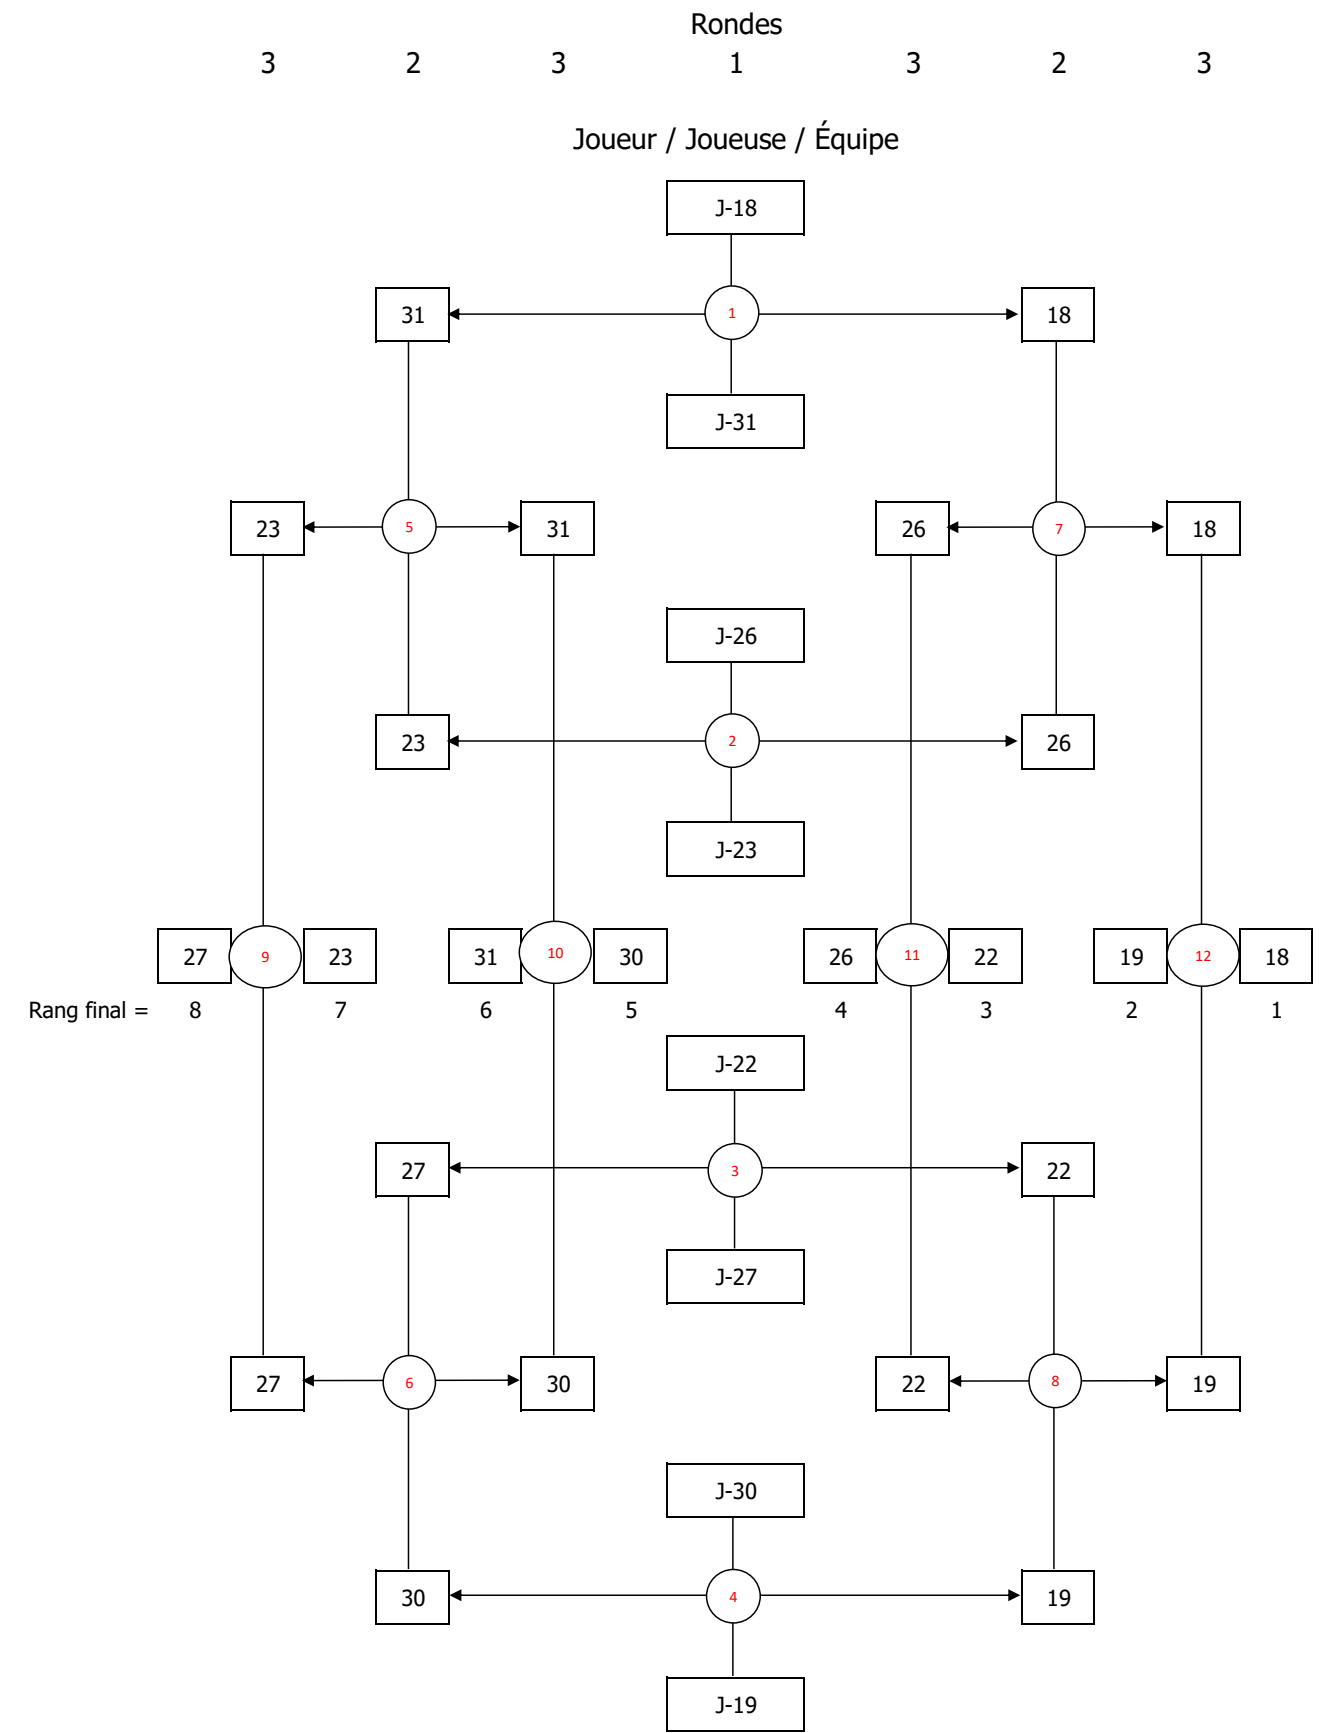 Rondes
3 2 3 1 3 2 3
Joueur / Joueuse / Équipe
J-18
31 1 18
J-31
23 5 31 26 7 18
J-26
23 2 26
J-23
27 9 23 31 10 30 26 11 22 19 12 18
Rang final = 8 7 6 5 4 3 2 1
J-22
27 3 22
J-27
27 6 30 22 8 19
J-30
30 4 19
J-19